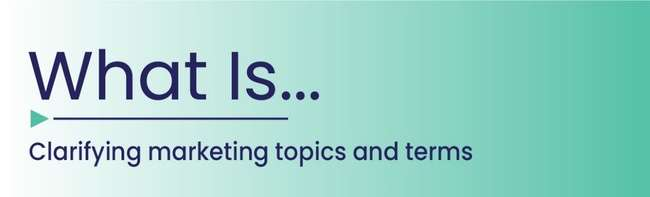 What Is...
Clarifying marketing topics and terms